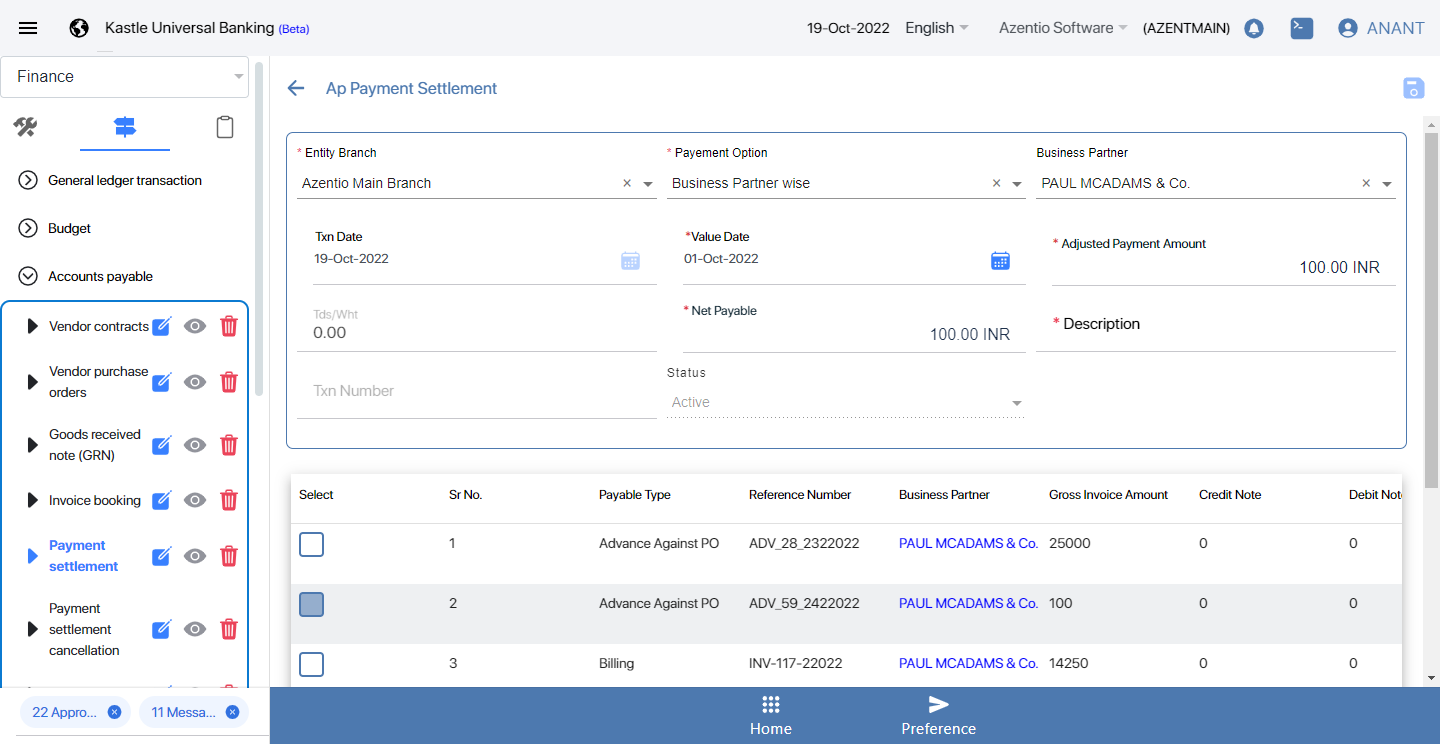 Kastle Universal Banking (Beta)
19-Oct-2022 English Azentio Software (AZENTMAIN) ANANT
Finance
Ap Payment Settlement
General ledger transaction
Budget
Accounts payable
Vendor contracts
Vendor purchase
orders
Goods received
note (GRN)
Invoice booking
Payment
settlement
Payment
settlement
cancellation
22 Appro... 11 Messa...
* Entity Branch * Payement Option Business Partner
Azentio Main Branch × Business Partner wise × PAUL MCADAMS & Co. ×
Txn Date *Value Date * Adjusted Payment Amount
19-Oct-2022 01-Oct-2022 100.00 INR
Tds/Wht * Net Payable * Description
0.00 100.00 INR
Txn Number Status
Active
Select Sr No. Payable Type Reference Number Business Partner Gross Invoice Amount Credit Note Debit Not
1 Advance Against PO ADV_28_2322022 PAUL MCADAMS & Co. 25000 0 0
2 Advance Against PO ADV_59_2422022 PAUL MCADAMS & Co. 100 0 0
3 Billing INV-117-22022 PAUL MCADAMS & Co. 14250 0 0
Home Preference